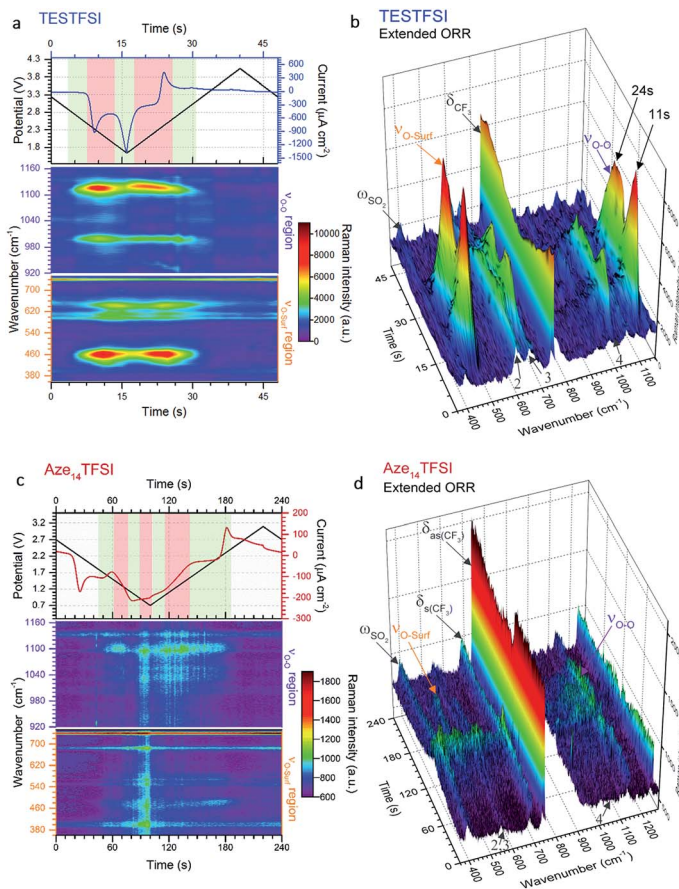 a TESTFSI
Time (s)
0 15 30 45
Potential (V)
4.3
3.8
3.3
2.8
2.3
1.8
600
300
0
-300
-600
-900
-1200
-1500
Current (μA cm⁻²)
Wavenumber (cm⁻¹)
1160
1100
1040
980
920
700
620
540
460
380
νO-O region
νO-Surf region
10000
8000
6000
4000
2000
0
Raman intensity (a.u.)
0 15 30 45
Time (s)
b TESTFSI
Extended ORR
24s
11s
δCF₃
νO-Surf
νO-O
ωSO₂
45
30
15
0
Time (s)
2 3 4
400 500 600 700 800 900 1000 1100
Wavenumber (cm⁻¹)
c Aze₁₄TFSI
Time (s)
0 60 120 180 240
Potential (V)
3.2
2.7
2.2
1.7
1.2
0.7
200
100
0
-100
-200
-300
Current (μA cm⁻²)
Wavenumber (cm⁻¹)
1160
1100
1040
980
920
700
620
540
460
380
νO-O region
νO-Surf region
1800
1600
1400
1200
1000
800
600
Raman intensity (a.u.)
0 60 120 180 240
Time (s)
d Aze₁₄TFSI
Extended ORR
δas(CF₃)
δs(CF₃)
ωSO₂
νO-Surf
νO-O
240
180
120
60
0
Time (s)
2 3 4
400 500 600 700 800 900 1000 1100 1200
Wavenumber (cm⁻¹)